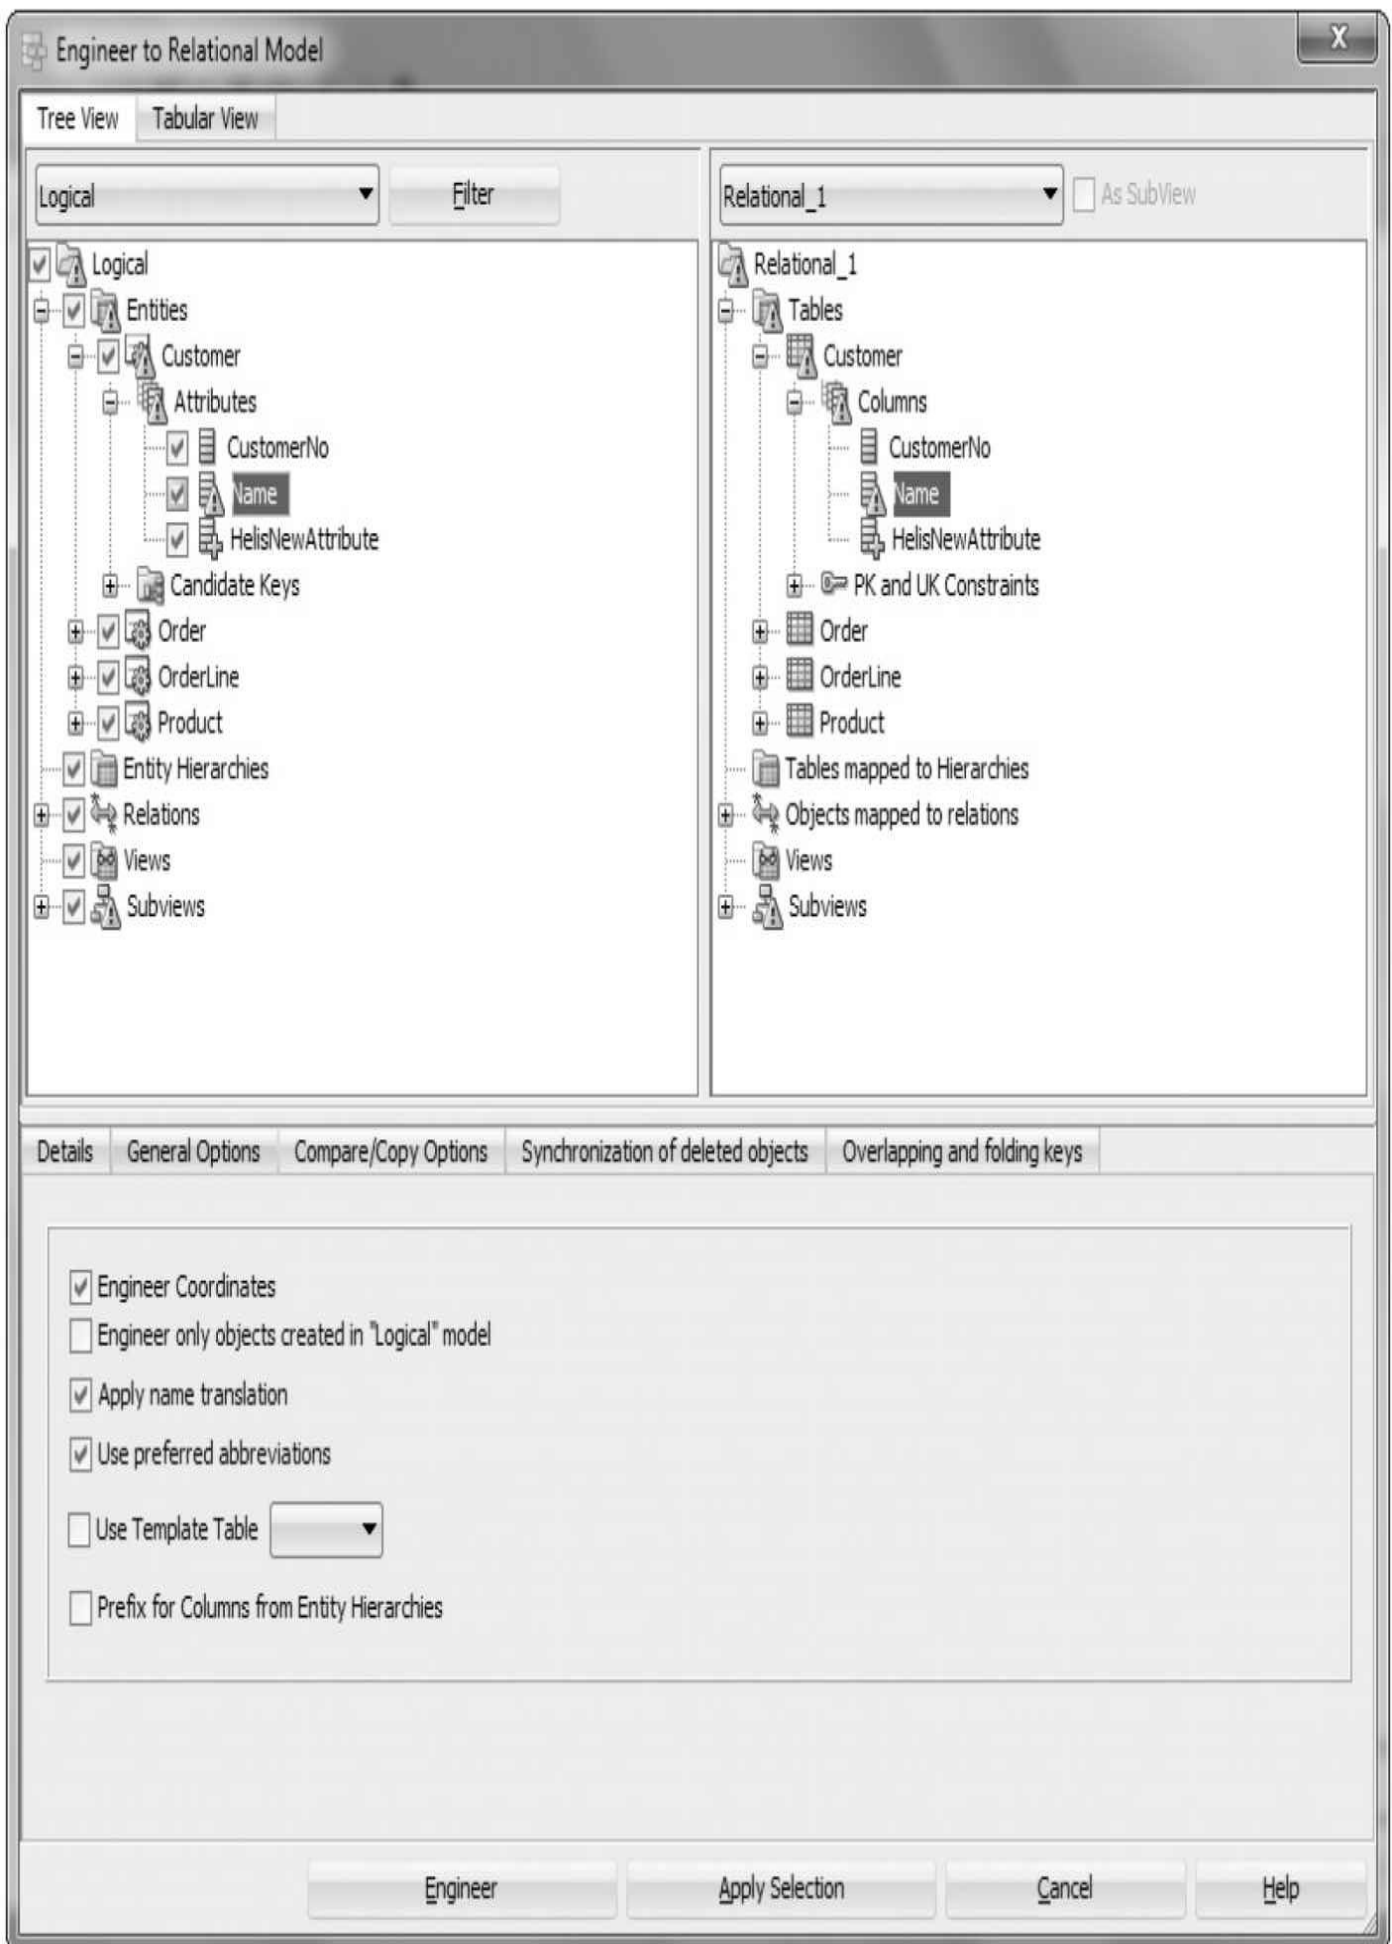 Engineer to Relational Model
X
Tree View Tabular View
Logical Filter
Relational_1 As SubView
Logical
Entities
Customer
Attributes
CustomerNo
Name
HelisNewAttribute
Candidate Keys
Order
OrderLine
Product
Entity Hierarchies
Relations
Views
Subviews
Relational_1
Tables
Customer
Columns
CustomerNo
Name
HelisNewAttribute
PK and UK Constraints
Order
OrderLine
Product
Tables mapped to Hierarchies
Objects mapped to relations
Views
Subviews
Details General Options Compare/Copy Options Synchronization of deleted objects Overlapping and folding keys
Engineer Coordinates
Engineer only objects created in "Logical" model
Apply name translation
Use preferred abbreviations
Use Template Table
Prefix for Columns from Entity Hierarchies
Engineer Apply Selection Cancel Help